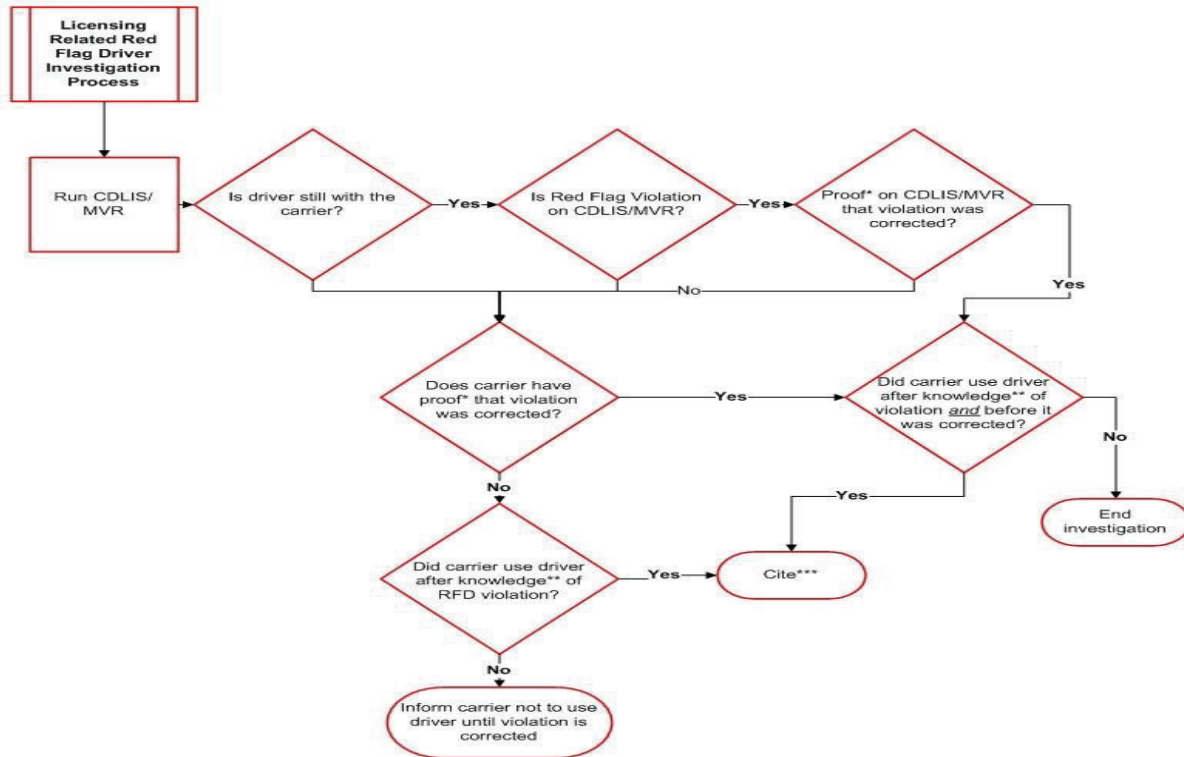 Licensing
Related Red
Flag Driver
Investigation
Process
Run CDLIS/
MVR
Is driver still with the
carrier?
Yes
Is Red Flag Violation
on CDLIS/MVR?
Yes
Proof* on CDLIS/MVR
that violation was
corrected?
No
Yes
Does carrier have
proof* that violation
was corrected?
Yes
Did carrier use driver
after knowledge** of
violation and before it
was corrected?
No
No
Yes
End
investigation
Did carrier use driver
after knowledge** of
RFD violation?
Yes
Cite***
No
Inform carrier not to use
driver until violation is
corrected